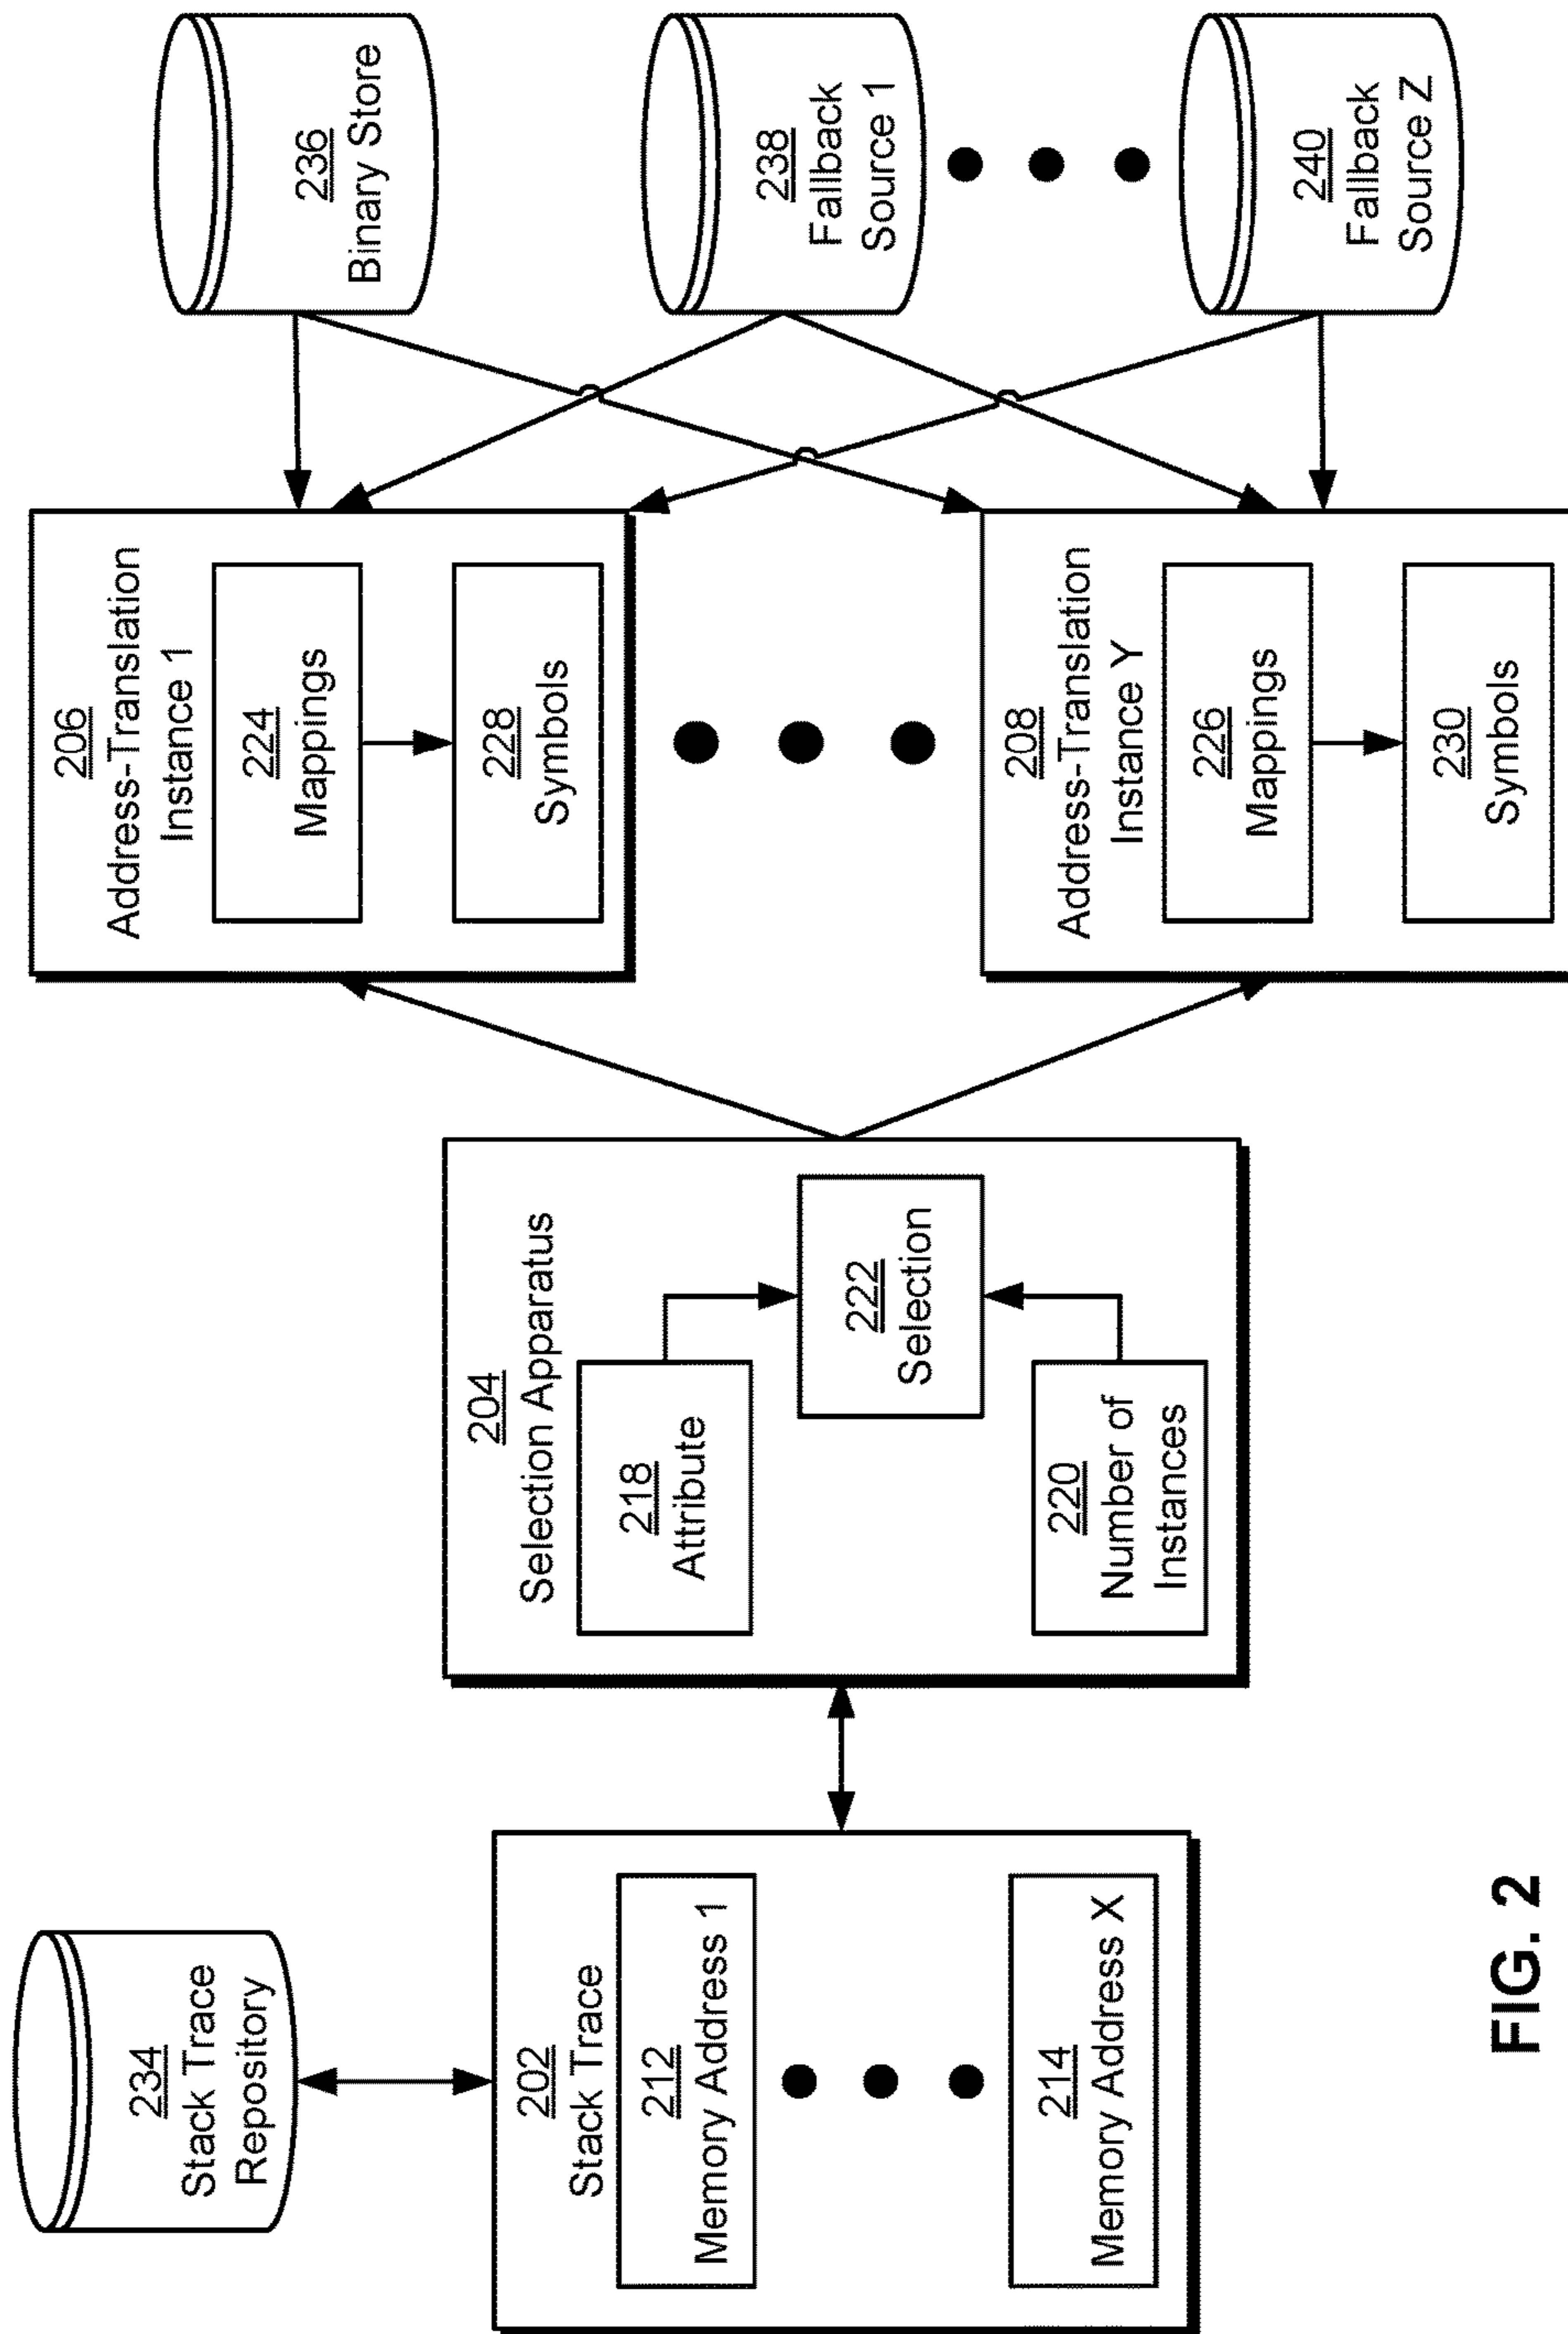 234
Stack Trace
Repository
202
Stack Trace
212
Memory Address 1
214
Memory Address X
204
Selection Apparatus
218
Attribute
222
Selection
220
Number of
Instances
206
Address-Translation
Instance 1
224
Mappings
228
Symbols
208
Address-Translation
Instance Y
226
Mappings
230
Symbols
236
Binary Store
238
Fallback
Source 1
240
Fallback
Source Z
FIG. 2